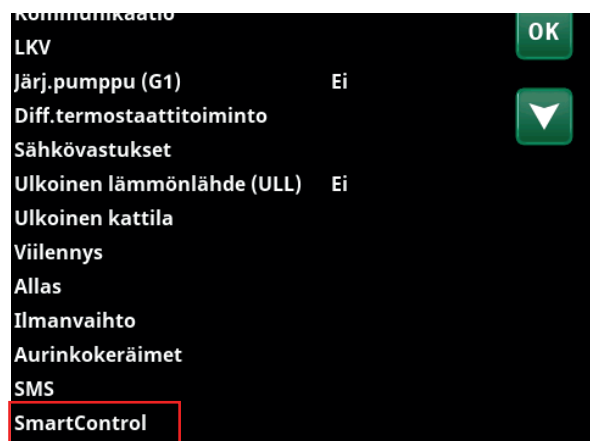 Kommunikaatio
OK
LKV
Järj.pumppu (G1) Ei
Diff.termostaattitoiminto
Sähkövastukset
Ulkoinen lämmönlähde (ULL) Ei
Ulkoinen kattila
Viilennys
Allas
Ilmanvaihto
Aurinkokeräimet
SMS
SmartControl